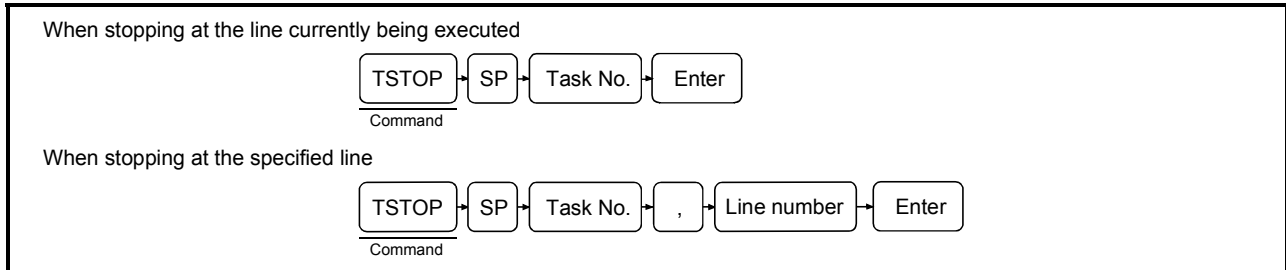 When stopping at the line currently being executed
TSTOP SP Task No. Enter
Command
When stopping at the specified line
TSTOP SP Task No. , Line number Enter
Command